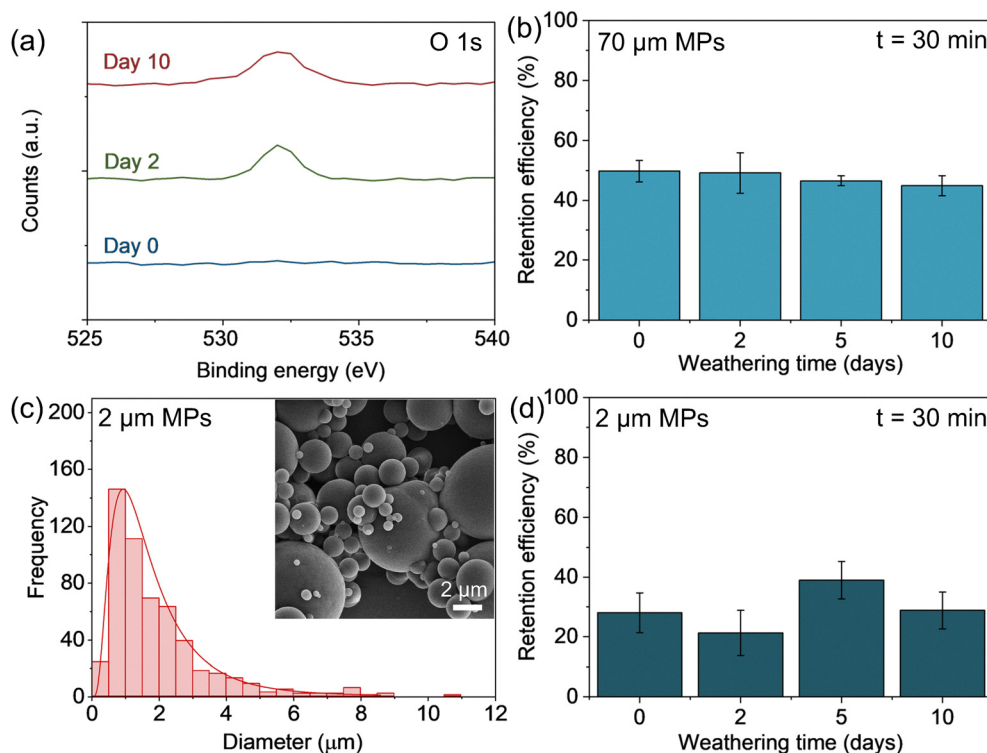 (a)
O 1s
Day 10
Day 2
Day 0
Counts (a.u.)
525 530 535 540
Binding energy (eV)
(b)
70 µm MPs
t = 30 min
Retention efficiency (%)
100
80
60
40
20
0
0 2 5 10
Weathering time (days)
(c)
2 µm MPs
Frequency
200
160
120
80
40
0
2 µm
0 2 4 6 8 10 12
Diameter (µm)
(d)
2 µm MPs
t = 30 min
Retention efficiency (%)
100
80
60
40
20
0
0 2 5 10
Weathering time (days)